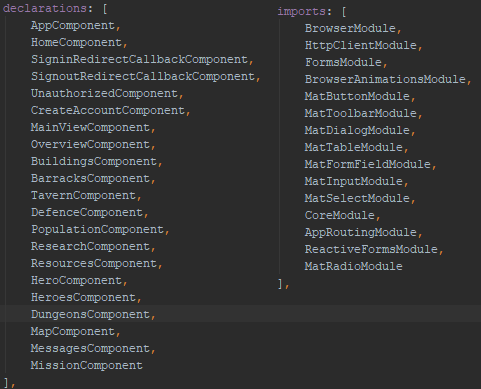 declarations: [
AppComponent,
HomeComponent,
SigninRedirectCallbackComponent,
SignoutRedirectCallbackComponent,
UnauthorizedComponent,
CreateAccountComponent,
MainViewComponent,
OverviewComponent,
BuildingsComponent,
BarracksComponent,
TavernComponent,
DefenceComponent,
PopulationComponent,
ResearchComponent,
ResourcesComponent,
HeroComponent,
HeroesComponent,
DungeonsComponent,
MapComponent,
MessagesComponent,
MissionComponent
],
imports: [
BrowserModule,
HttpClientModule,
FormsModule,
BrowserAnimationsModule,
MatButtonModule,
MatToolbarModule,
MatDialogModule,
MatTableModule,
MatFormFieldModule,
MatInputModule,
MatSelectModule,
CoreModule,
AppRoutingModule,
ReactiveFormsModule,
MatRadioModule
],